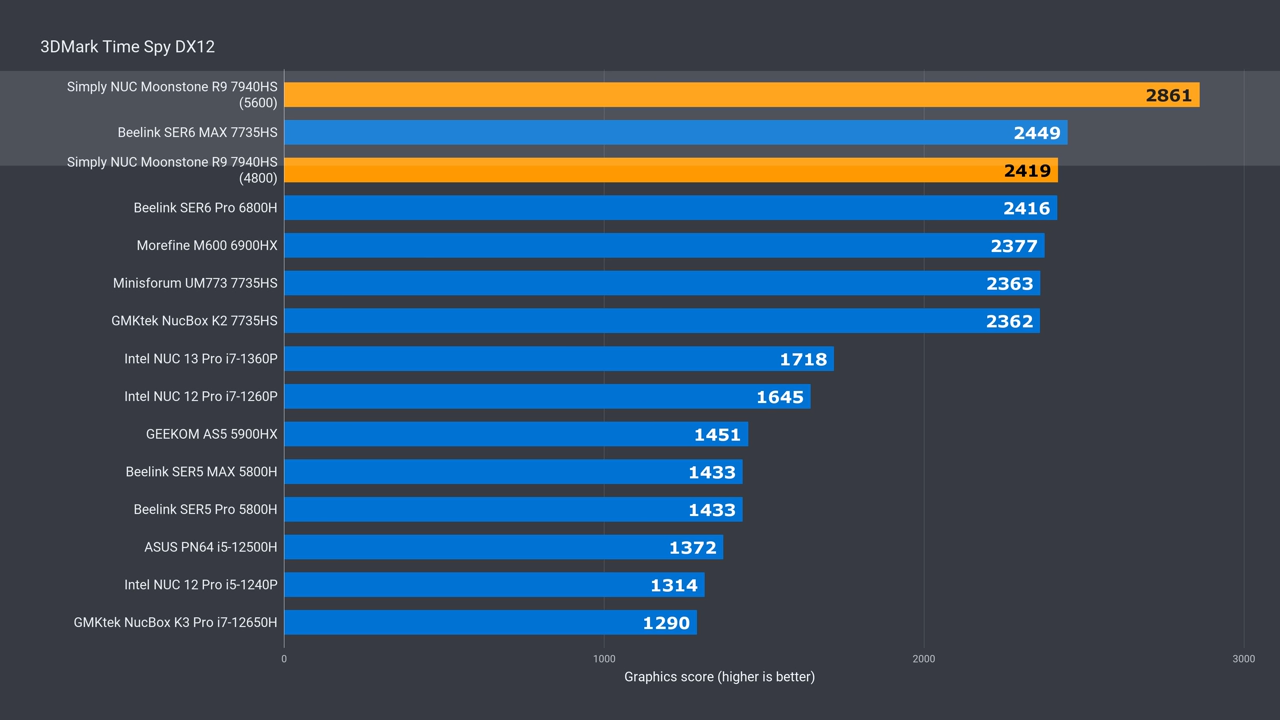 3DMark Time Spy DX12
Simply NUC Moonstone R9 7940HS
(5600)
2861
Beelink SER6 MAX 7735HS
2449
Simply NUC Moonstone R9 7940HS
(4800)
2419
Beelink SER6 Pro 6800H
2416
Morefine M600 6900HX
2377
Minisforum UM773 7735HS
2363
GMKtek NucBox K2 7735HS
2362
Intel NUC 13 Pro i7-1360P
1718
Intel NUC 12 Pro i7-1260P
1645
GEEKOM AS5 5900HX
1451
Beelink SER5 MAX 5800H
1433
Beelink SER5 Pro 5800H
1433
ASUS PN64 i5-12500H
1372
Intel NUC 12 Pro i5-1240P
1314
GMKtek NucBox K3 Pro i7-12650H
1290
0
1000
2000
3000
Graphics score (higher is better)